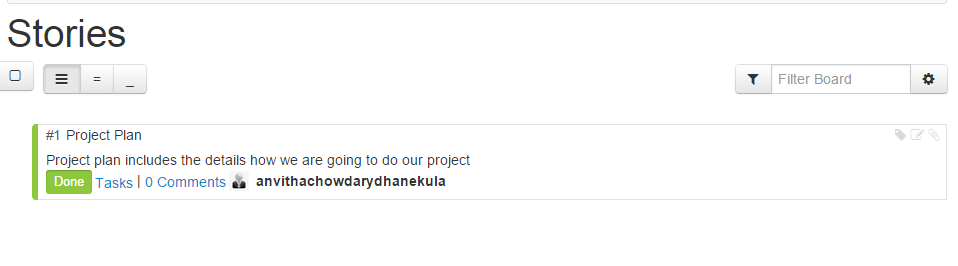 Stories
= _ Filter Board
#1 Project Plan
Project plan includes the details how we are going to do our project
Done Tasks | 0 Comments anvithachowdarydhanekula